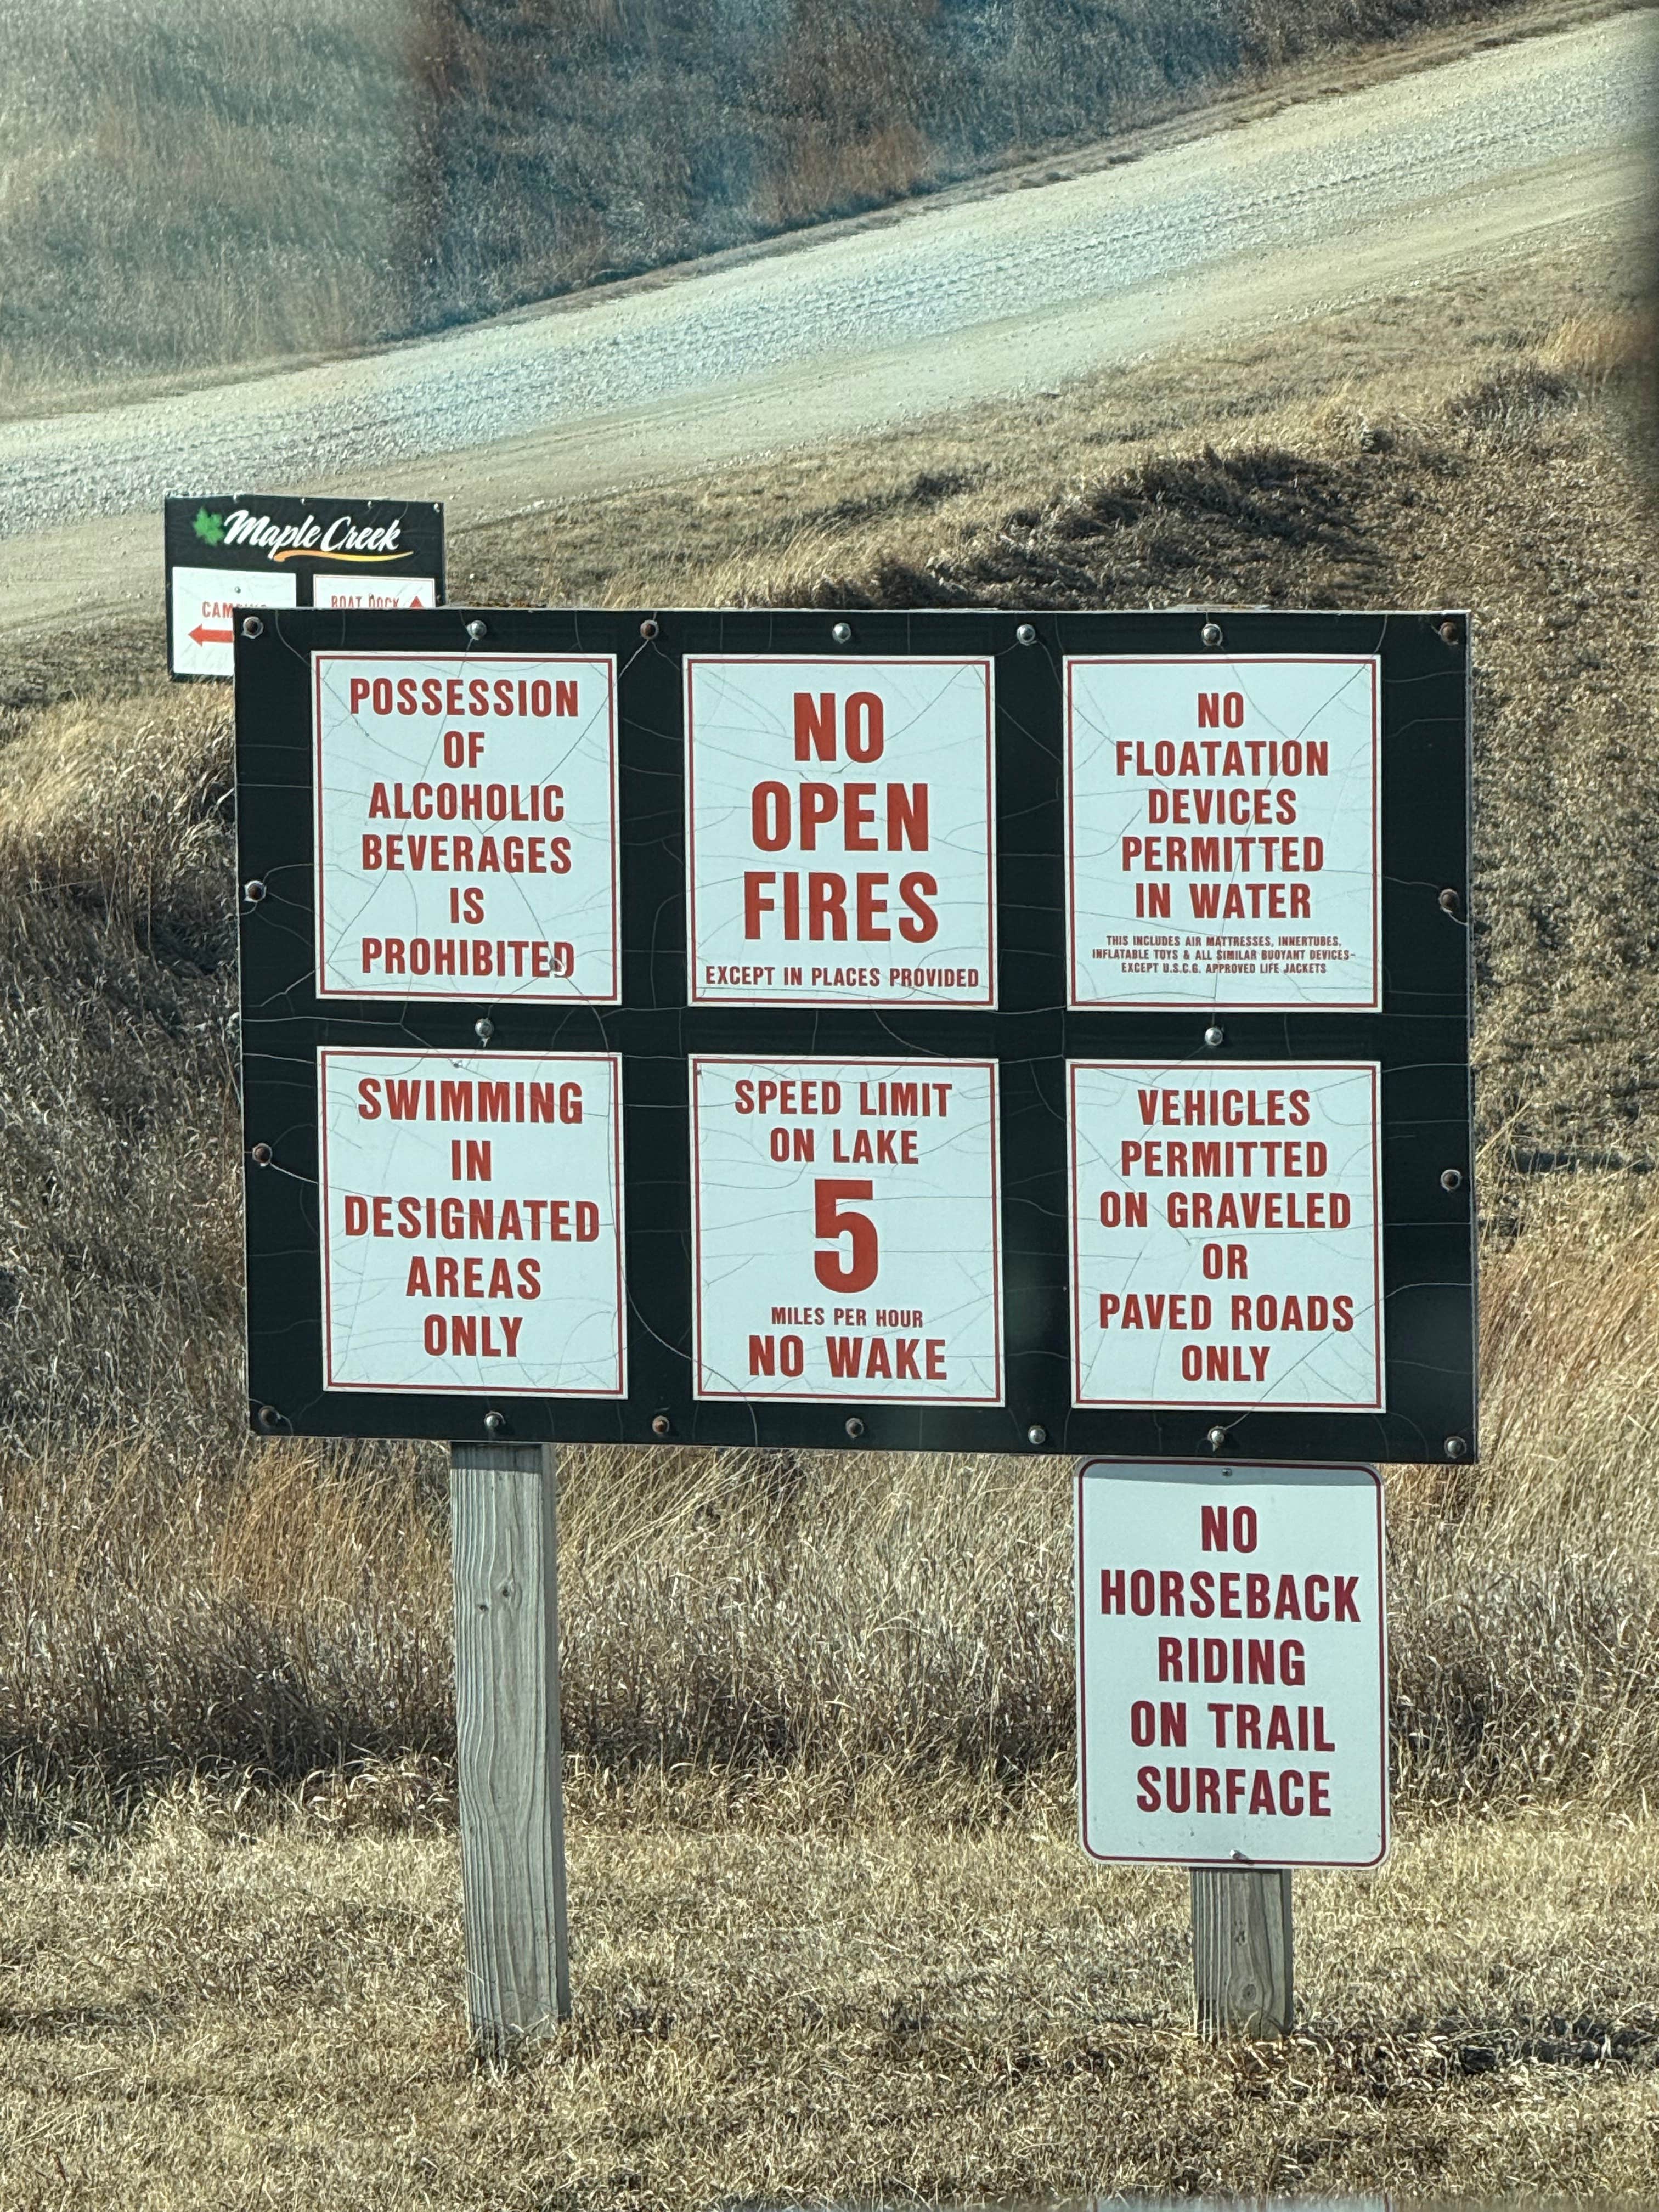 Maple Creek
BOAT DOCK
POSSESSION
OF
ALCOHOLIC
BEVERAGES
IS
PROHIBITED
NO
OPEN
FIRES
EXCEPT IN PLACES PROVIDED
NO
FLOATATION
DEVICES
PERMITTED
IN WATER
THIS INCLUDES AIR MATTRESSES, INNERTUBES,
INFLATABLE TOYS & ALL SIMILAR BUOYANT DEVICES-
EXCEPT U.S.C.G. APPROVED LIFE JACKETS
SWIMMING
IN
DESIGNATED
AREAS
ONLY
SPEED LIMIT
ON LAKE
5
MILES PER HOUR
NO WAKE
VEHICLES
PERMITTED
ON GRAVELED
OR
PAVED ROADS
ONLY
NO
HORSEBACK
RIDING
ON TRAIL
SURFACE